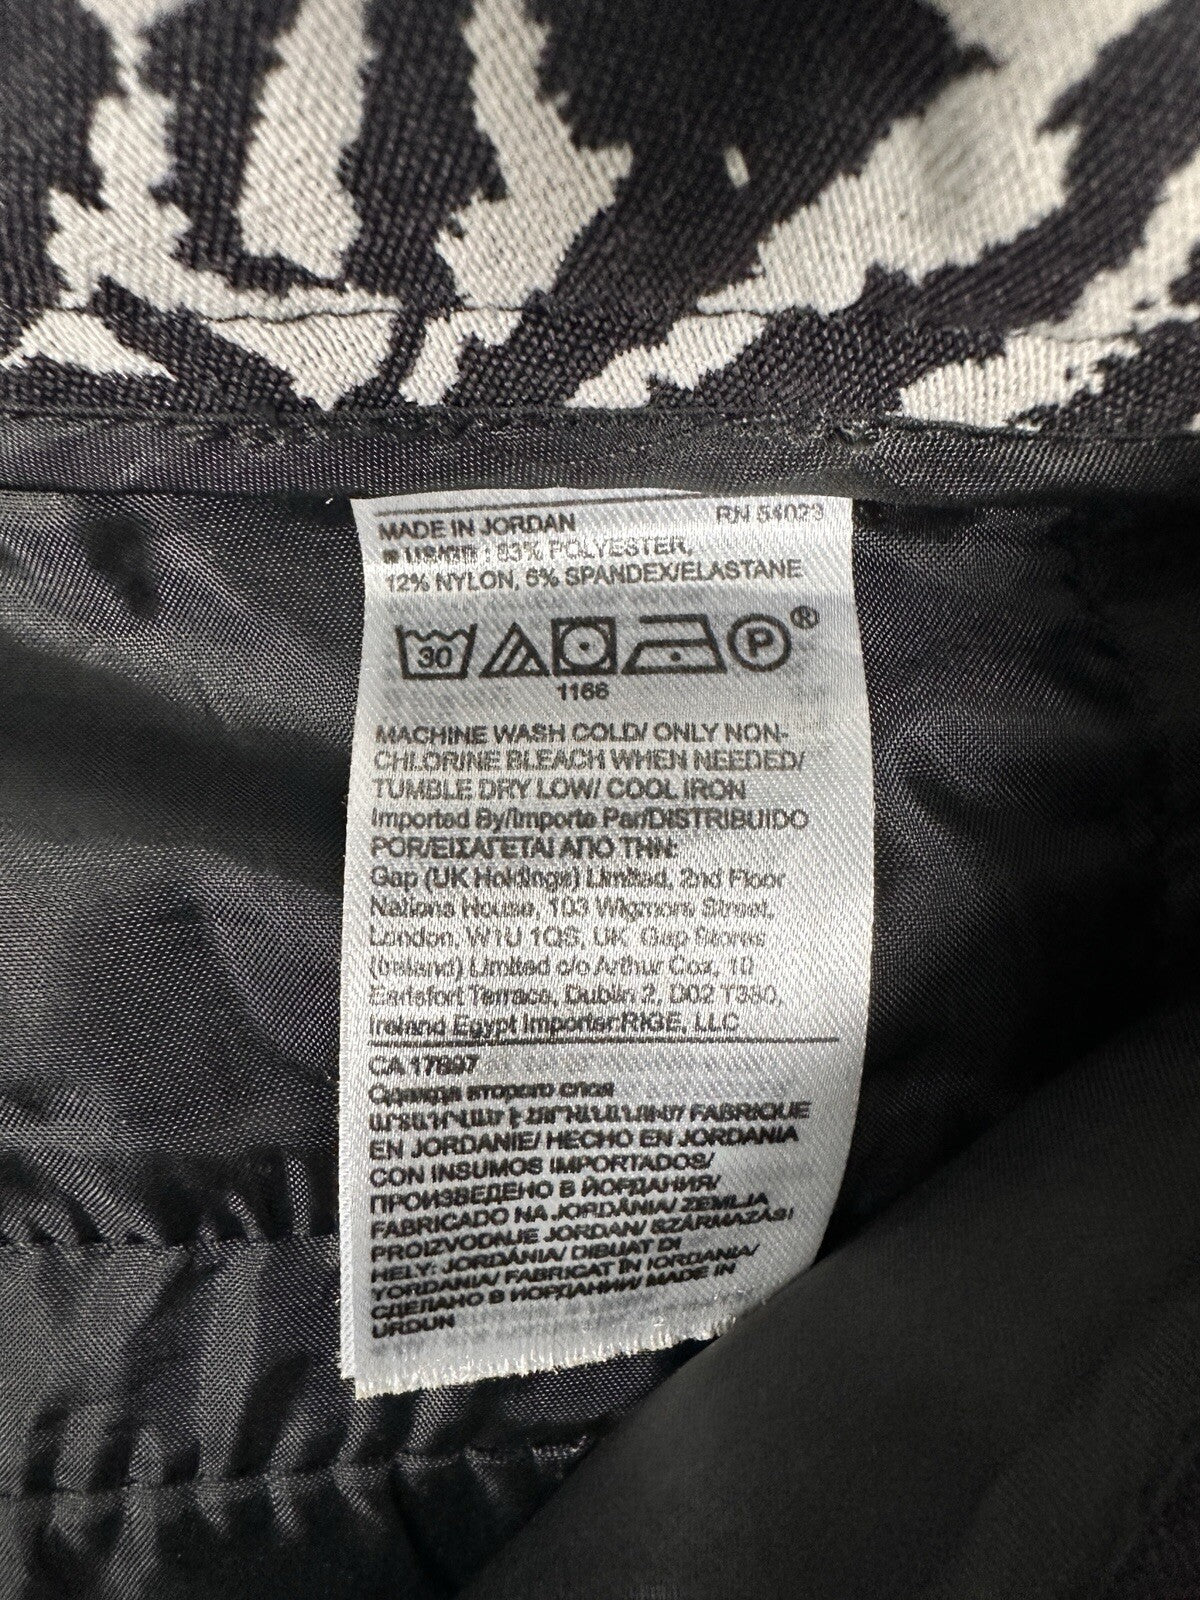 MADE IN JORDAN RN 54023
83% POLYESTER,
12% NYLON, 5% SPANDEX/ELASTANE
30 P®
1166
MACHINE WASH COLD/ ONLY NON-
CHLORINE BLEACH WHEN NEEDED/
TUMBLE DRY LOW/ COOL IRON
Imported By/Importe Par/DISTRIBUIDO
POR/ΕΙΣΑΓΕΤΑΙ ΑΠΟ ΤΗΝ:
Gap (UK Holdings) Limited, 2nd Floor
Nations House, 103 Wigmore Street,
London, W1U 1QS, UK Gap Stores
(Ireland) Limited c/o Arthur Cox, 10
Earlsfort Terrace, Dublin 2, D02 T380,
Ireland Egypt Importer:RIGE, LLC
CA 17897
Одежда второго слоя
FABRIQUE
EN JORDANIE/ HECHO EN JORDANIA
CON INSUMOS IMPORTADOS/
ПРОИЗВЕДЕНО В ЙОРДАНИЯ/
FABRICADO NA JORDÂNIA/ ZEMLJA
PROIZVODNJE JORDAN/ SZÁRMAZÁSI
HELY: JORDÁNIA/ DIBUAT DI
YORDANIA/ FABRICAT ÎN IORDANIA/
СДЕЛАНО В ИОРДАНИИ/ MADE IN
URDUN